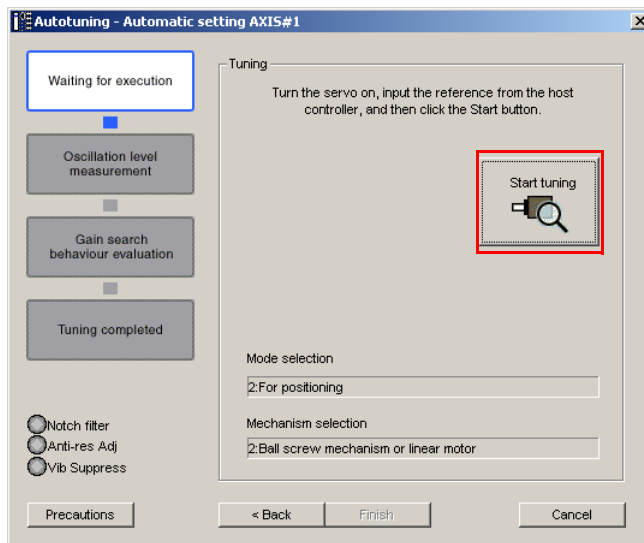 Autotuning - Automatic setting AXIS#1
Waiting for execution
Oscillation level
measurement
Gain search
behaviour evaluation
Tuning completed
Notch filter
Anti-res Adj
Vib Suppress
Tuning
Turn the servo on, input the reference from the host
controller, and then click the Start button.
Start tuning
Mode selection
2:For positioning
Mechanism selection
2:Ball screw mechanism or linear motor
Precautions
< Back
Finish
Cancel